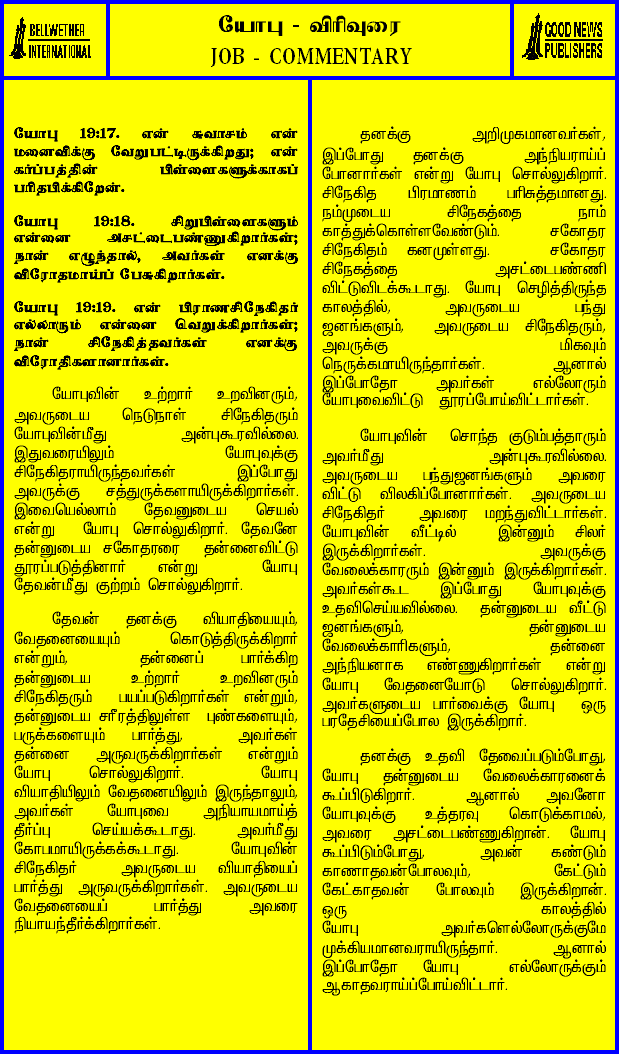 BELLWETHER
INTERNATIONAL
யோபு - விரிவுரை
JOB - COMMENTARY
GOOD NEWS
PUBLISHERS
யோபு 19:17. என் சுவாசம் என்
மனைவிக்கு வேறுபட்டிருக்கிறது; என்
கர்ப்பத்தின் பிள்ளைகளுக்காகப்
பரிதபிக்கிறேன்.
யோபு 19:18. சிறுபிள்ளைகளும்
என்னை அசட்டைபண்ணுகிறார்கள்;
நான் எழுந்தால், அவர்கள் எனக்கு
விரோதமாய்ப் பேசுகிறார்கள்.
யோபு 19:19. என் பிராணசிநேகிதர்
எல்லாரும் என்னை வெறுக்கிறார்கள்;
நான் சிநேகித்தவர்கள் எனக்கு
விரோதிகளானார்கள்.
யோபுவின் உற்றார் உறவினரும்,
அவருடைய நெடுநாள் சிநேகிதரும்
யோபுவின்மீது அன்புகூரவில்லை.
இதுவரையிலும் யோபுவுக்கு
சிநேகிதராயிருந்தவர்கள் இப்போது
அவருக்கு சத்துருக்களாயிருக்கிறார்கள்.
இவையெல்லாம் தேவனுடைய செயல்
என்று யோபு சொல்லுகிறார். தேவனே
தன்னுடைய சகோதரரை தன்னைவிட்டு
தூரப்படுத்தினார் என்று யோபு
தேவன்மீது குற்றம் சொல்லுகிறார்.
தேவன் தனக்கு வியாதியையும்,
வேதனையையும் கொடுத்திருக்கிறார்
என்றும், தன்னைப் பார்க்கிற
தன்னுடைய உற்றார் உறவினரும்
சிநேகிதரும் பயப்படுகிறார்கள் என்றும்,
தன்னுடைய சரீரத்திலுள்ள புண்களையும்,
பருக்களையும் பார்த்து, அவர்கள்
தன்னை அருவருக்கிறார்கள் என்றும்
யோபு சொல்லுகிறார். யோபு
வியாதியிலும் வேதனையிலும் இருந்தாலும்,
அவர்கள் யோபுவை அநியாயமாய்த்
தீர்ப்பு செய்யக்கூடாது. அவர்மீது
கோபமாயிருக்கக்கூடாது. யோபுவின்
சிநேகிதர் அவருடைய வியாதியைப்
பார்த்து அருவருக்கிறார்கள். அவருடைய
வேதனையைப் பார்த்து அவரை
நியாயந்தீர்க்கிறார்கள்.
தனக்கு அறிமுகமானவர்கள்,
இப்போது தனக்கு அந்நியராய்ப்
போனார்கள் என்று யோபு சொல்லுகிறார்.
சிநேகித பிரமாணம் பரிசுத்தமானது.
நம்முடைய சிநேகத்தை நாம்
காத்துக்கொள்ளவேண்டும். சகோதர
சிநேகிதம் கனமுள்ளது. சகோதர
சிநேகத்தை அசட்டைபண்ணி
விட்டுவிடக்கூடாது. யோபு செழித்திருந்த
காலத்தில், அவருடைய பந்து
ஜனங்களும், அவருடைய சிநேகிதரும்,
அவருக்கு மிகவும்
நெருக்கமாயிருந்தார்கள். ஆனால்
இப்போதோ அவர்கள் எல்லோரும்
யோபுவைவிட்டு தூரப்போய்விட்டார்கள்.
யோபுவின் சொந்த குடும்பத்தாரும்
அவர்மீது அன்புகூரவில்லை.
அவருடைய பந்துஜனங்களும் அவரை
விட்டு விலகிப்போனார்கள். அவருடைய
சிநேகிதர் அவரை மறந்துவிட்டார்கள்.
யோபுவின் வீட்டில் இன்னும் சிலர்
இருக்கிறார்கள். அவருக்கு
வேலைக்காரரும் இன்னும் இருக்கிறார்கள்.
அவர்கள்கூட இப்போது யோபுவுக்கு
உதவிசெய்யவில்லை. தன்னுடைய வீட்டு
ஜனங்களும், தன்னுடைய
வேலைக்காரிகளும், தன்னை
அந்நியனாக எண்ணுகிறார்கள் என்று
யோபு வேதனையோடு சொல்லுகிறார்.
அவர்களுடைய பார்வைக்கு யோபு ஒரு
பரதேசியைப்போல இருக்கிறார்.
தனக்கு உதவி தேவைப்படும்போது,
யோபு தன்னுடைய வேலைக்காரனைக்
கூப்பிடுகிறார். ஆனால் அவனோ
யோபுவுக்கு உத்தரவு கொடுக்காமல்,
அவரை அசட்டைபண்ணுகிறான். யோபு
கூப்பிடும்போது, அவன் கண்டும்
காணாதவன்போலவும், கேட்டும்
கேட்காதவன் போலவும் இருக்கிறான்.
ஒரு காலத்தில்
யோபு அவர்களெல்லோருக்குமே
முக்கியமானவராயிருந்தார். ஆனால்
இப்போதோ யோபு எல்லோருக்கும்
ஆகாதவராய்ப்போய்விட்டார்.